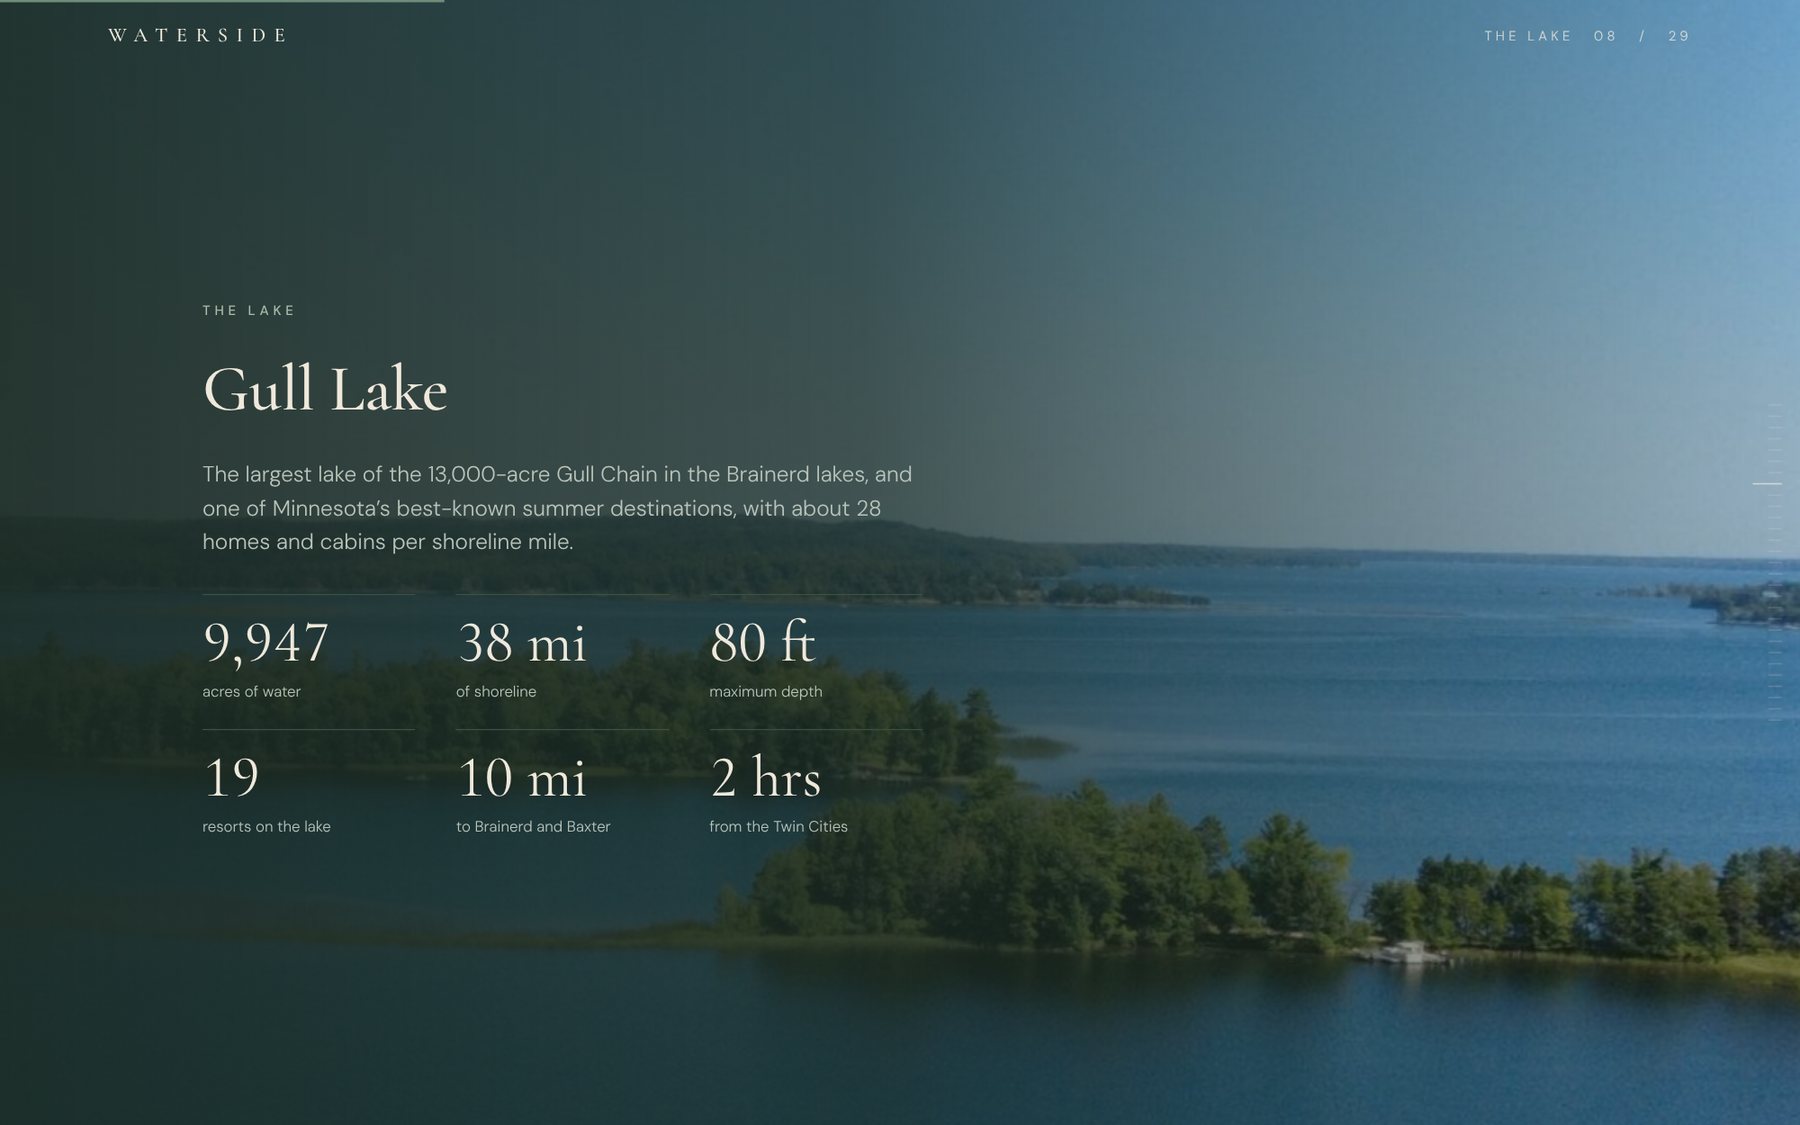 WATERSIDE
THE LAKE 08 / 29
THE LAKE
Gull Lake
The largest lake of the 13,000-acre Gull Chain in the Brainerd lakes, and
one of Minnesota’s best-known summer destinations, with about 28
homes and cabins per shoreline mile.
9,947
acres of water
38 mi
of shoreline
80 ft
maximum depth
19
resorts on the lake
10 mi
to Brainerd and Baxter
2 hrs
from the Twin Cities